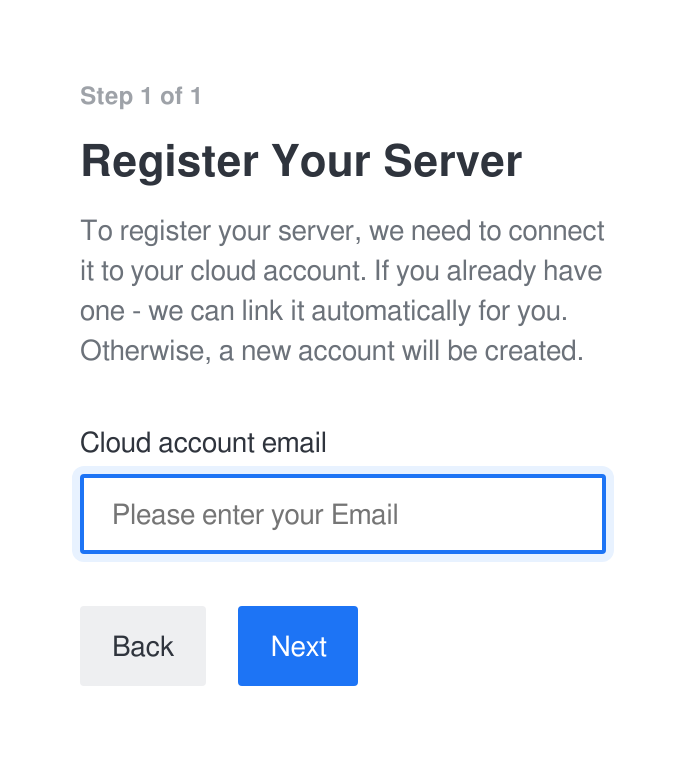 Step 1 of 1
Register Your Server
To register your server, we need to connect
it to your cloud account. If you already have
one - we can link it automatically for you.
Otherwise, a new account will be created.
Cloud account email
Please enter your Email
Back Next